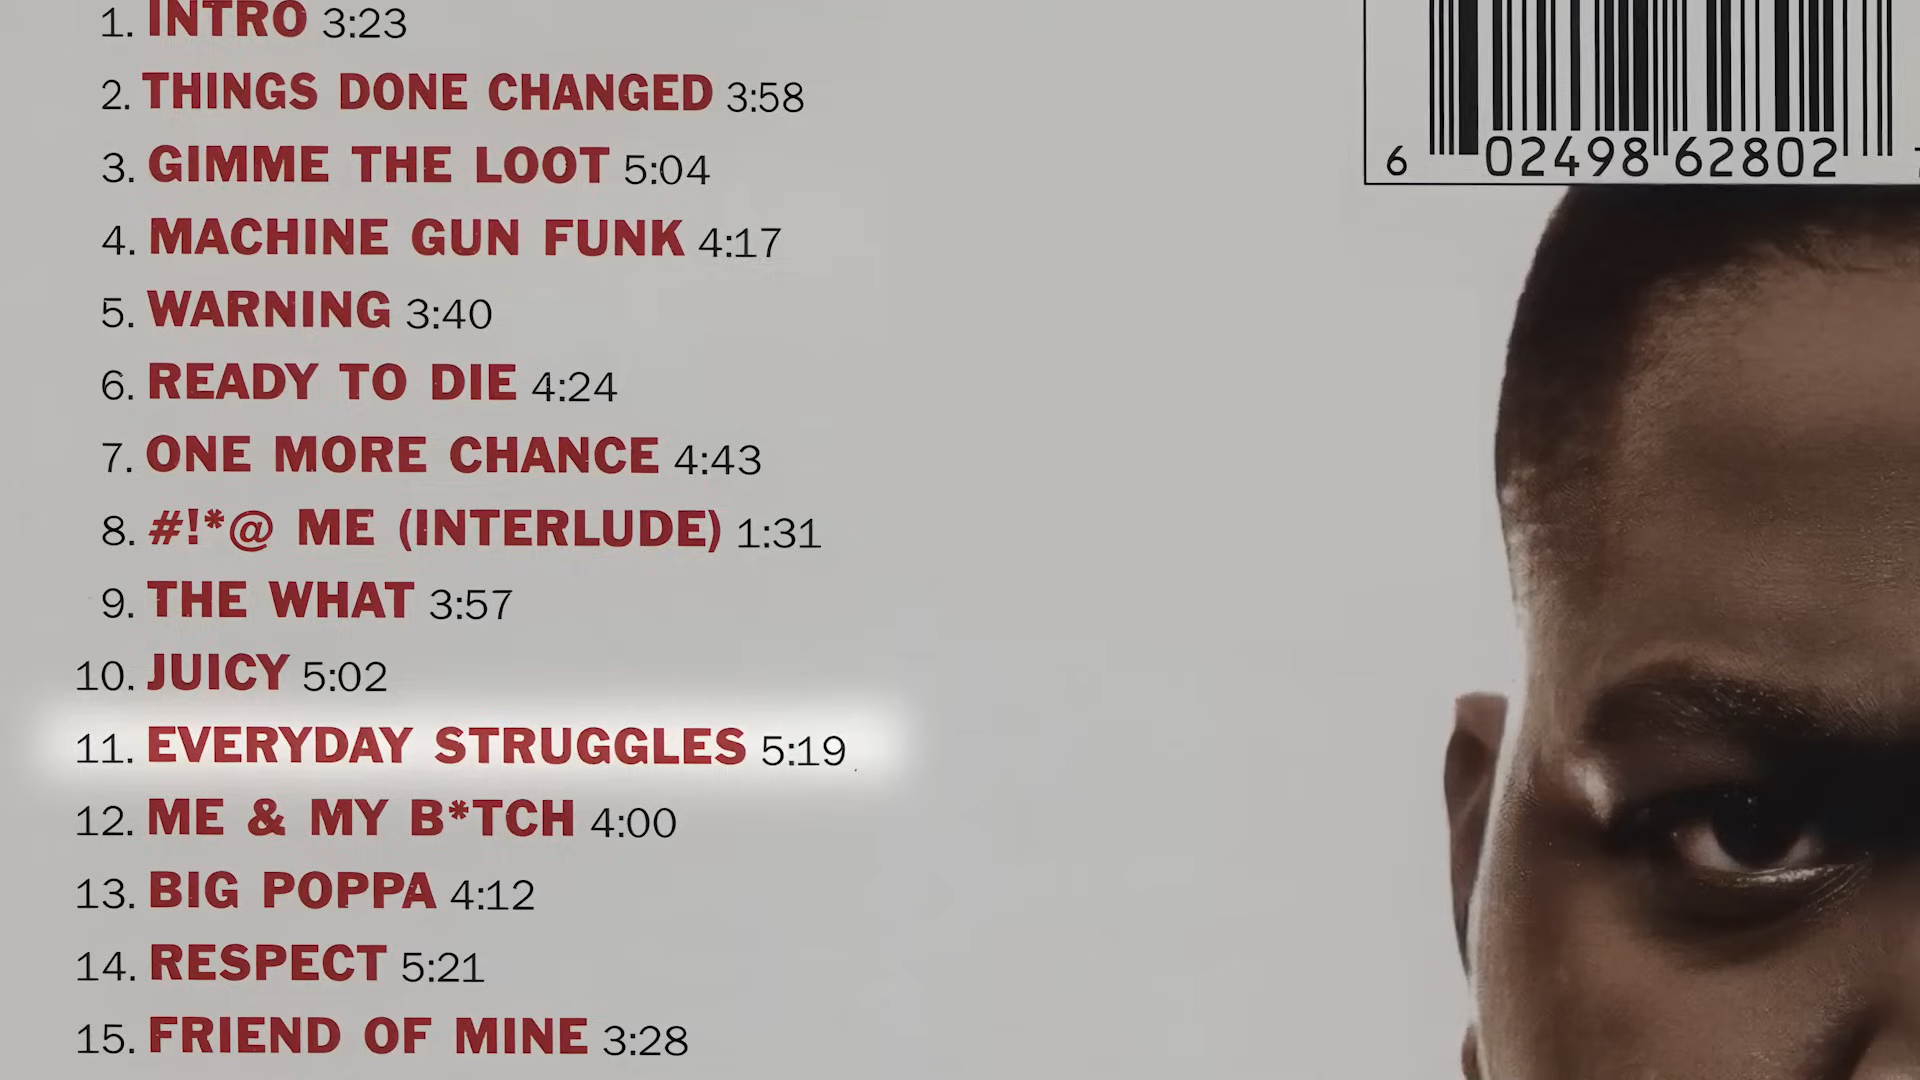 1. INTRO 3:23
2. THINGS DONE CHANGED 3:58
3. GIMME THE LOOT 5:04
4. MACHINE GUN FUNK 4:17
5. WARNING 3:40
6. READY TO DIE 4:24
7. ONE MORE CHANCE 4:43
8. #!*@ ME (INTERLUDE) 1:31
9. THE WHAT 3:57
10. JUICY 5:02
11. EVERYDAY STRUGGLES 5:19
12. ME & MY B*TCH 4:00
13. BIG POPPA 4:12
14. RESPECT 5:21
15. FRIEND OF MINE 3:28
6 02498 62802